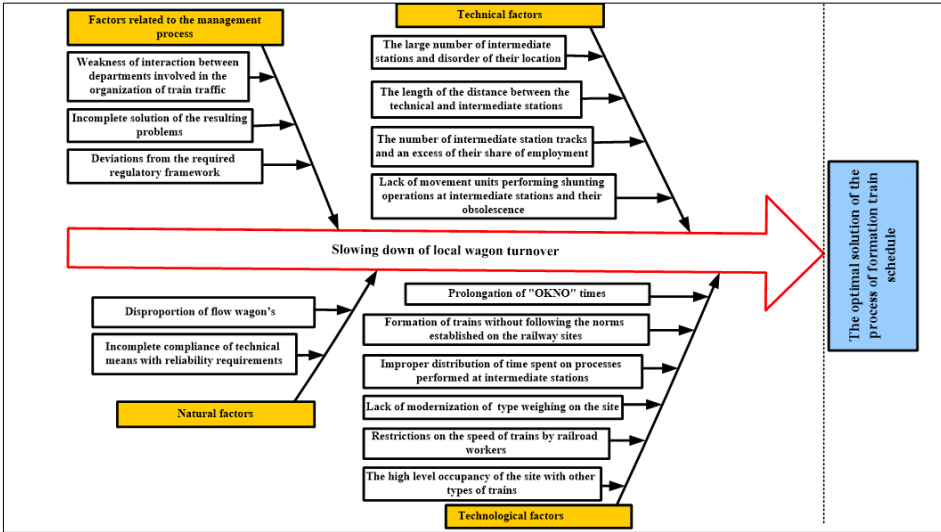 Factors related to the management
process
Weakness of interaction between
departments involved in the
organization of train traffic
Incomplete solution of the resulting
problems
Deviations from the required
regulatory framework
Technical factors
The large number of intermediate
stations and disorder of their location
The length of the distance between the
technical and intermediate stations
The number of intermediate station tracks
and an excess of their share of employment
Lack of movement units performing shunting
operations at intermediate stations and their
obsolescence
Slowing down of local wagon turnover
The optimal solution of the
process of formation train
schedule
Disproportion of flow wagon's
Incomplete compliance of technical
means with reliability requirements
Natural factors
Prolongation of "OKNO" times
Formation of trains without following the norms
established on the railway sites
Improper distribution of time spent on processes
performed at intermediate stations
Lack of modernization of type weighing on the site
Restrictions on the speed of trains by railroad
workers
The high level occupancy of the site with other
types of trains
Technological factors